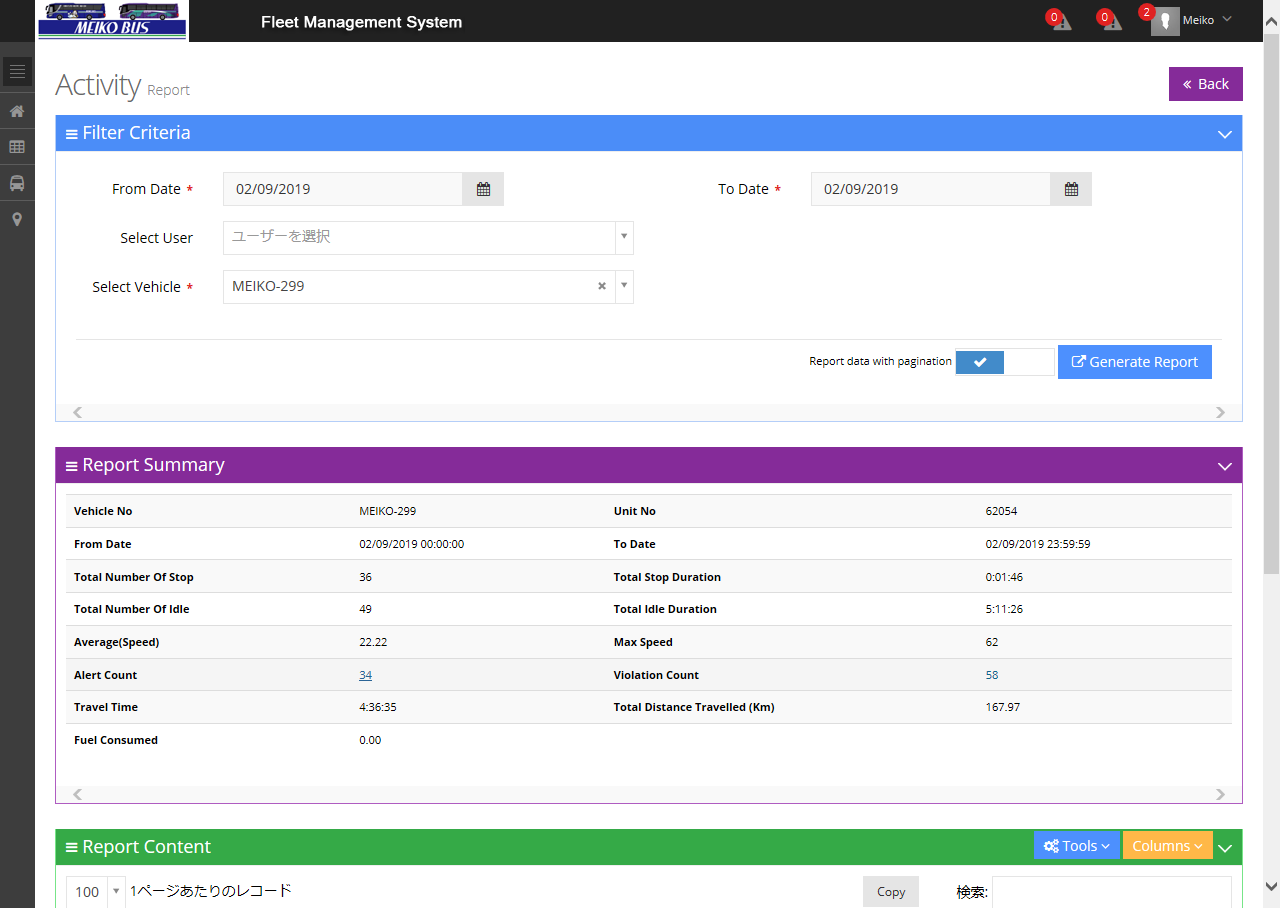 MEIKO BUS
Fleet Management System
0
0
2
Meiko
Activity Report
Back
Filter Criteria
From Date * 02/09/2019 To Date * 02/09/2019
Select User ユーザーを選択
Select Vehicle * MEIKO-299
Report data with pagination Generate Report
Report Summary
Vehicle No MEIKO-299 Unit No 62054
From Date 02/09/2019 00:00:00 To Date 02/09/2019 23:59:59
Total Number Of Stop 36 Total Stop Duration 0:01:46
Total Number Of Idle 49 Total Idle Duration 5:11:26
Average(Speed) 22.22 Max Speed 62
Alert Count 34 Violation Count 58
Travel Time 4:36:35 Total Distance Travelled (Km) 167.97
Fuel Consumed 0.00
Report Content Tools Columns
100 1ページあたりのレコード Copy 検索: